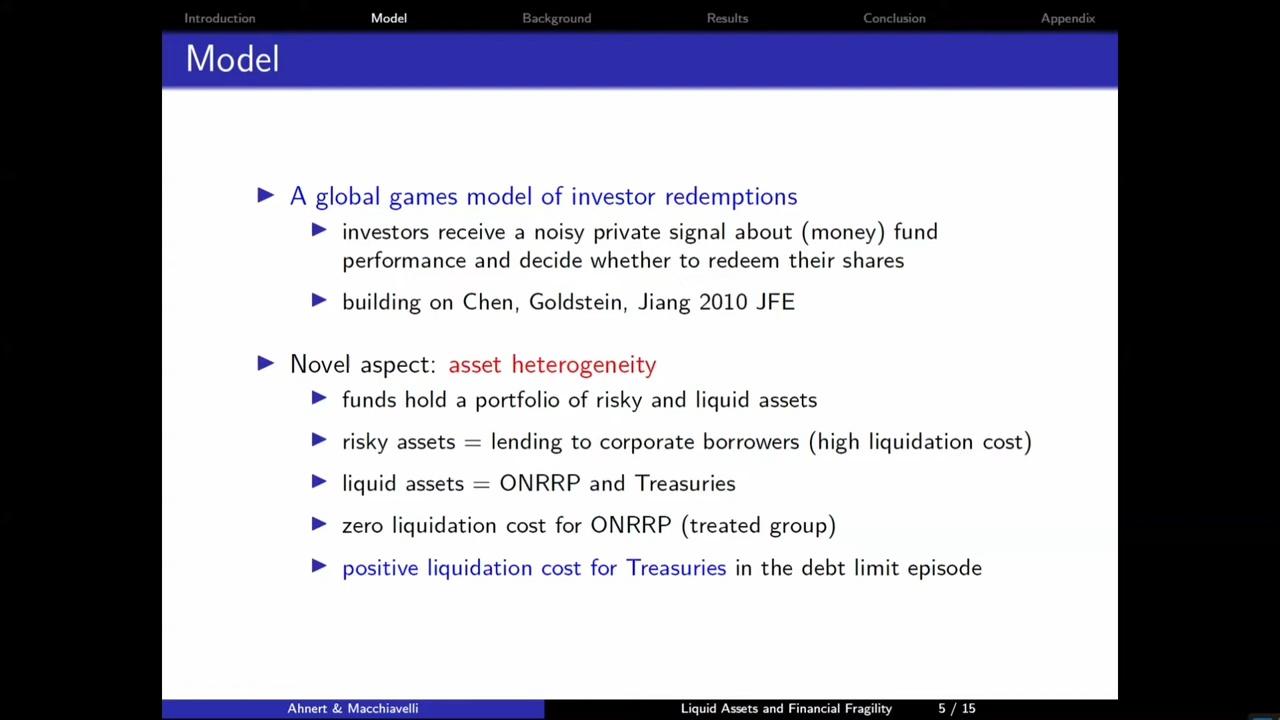 Introduction Model Background Results Conclusion Appendix
Model
A global games model of investor redemptions
investors receive a noisy private signal about (money) fund
performance and decide whether to redeem their shares
building on Chen, Goldstein, Jiang 2010 JFE
Novel aspect: asset heterogeneity
funds hold a portfolio of risky and liquid assets
risky assets = lending to corporate borrowers (high liquidation cost)
liquid assets = ONRRP and Treasuries
zero liquidation cost for ONRRP (treated group)
positive liquidation cost for Treasuries in the debt limit episode
Ahnert & Macchiavelli Liquid Assets and Financial Fragility 5 / 15